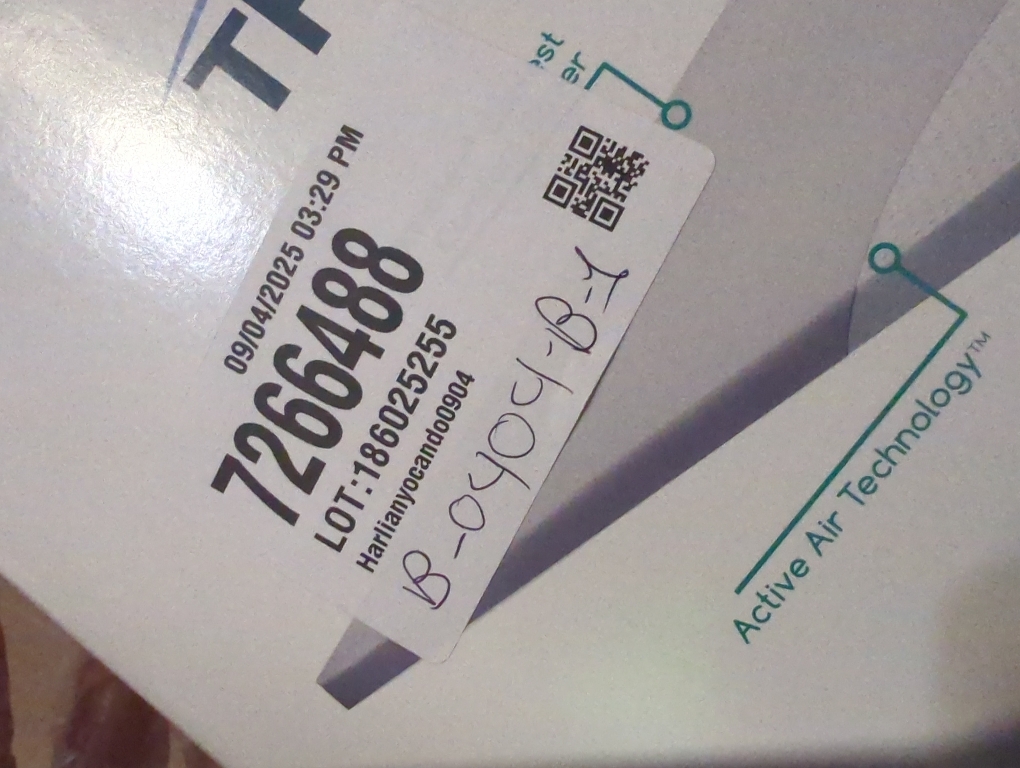 09/04/2025 03:29 PM
7266488
LOT:186025255
Harlianyocando0904
B-0404-B-1
Active Air Technology™